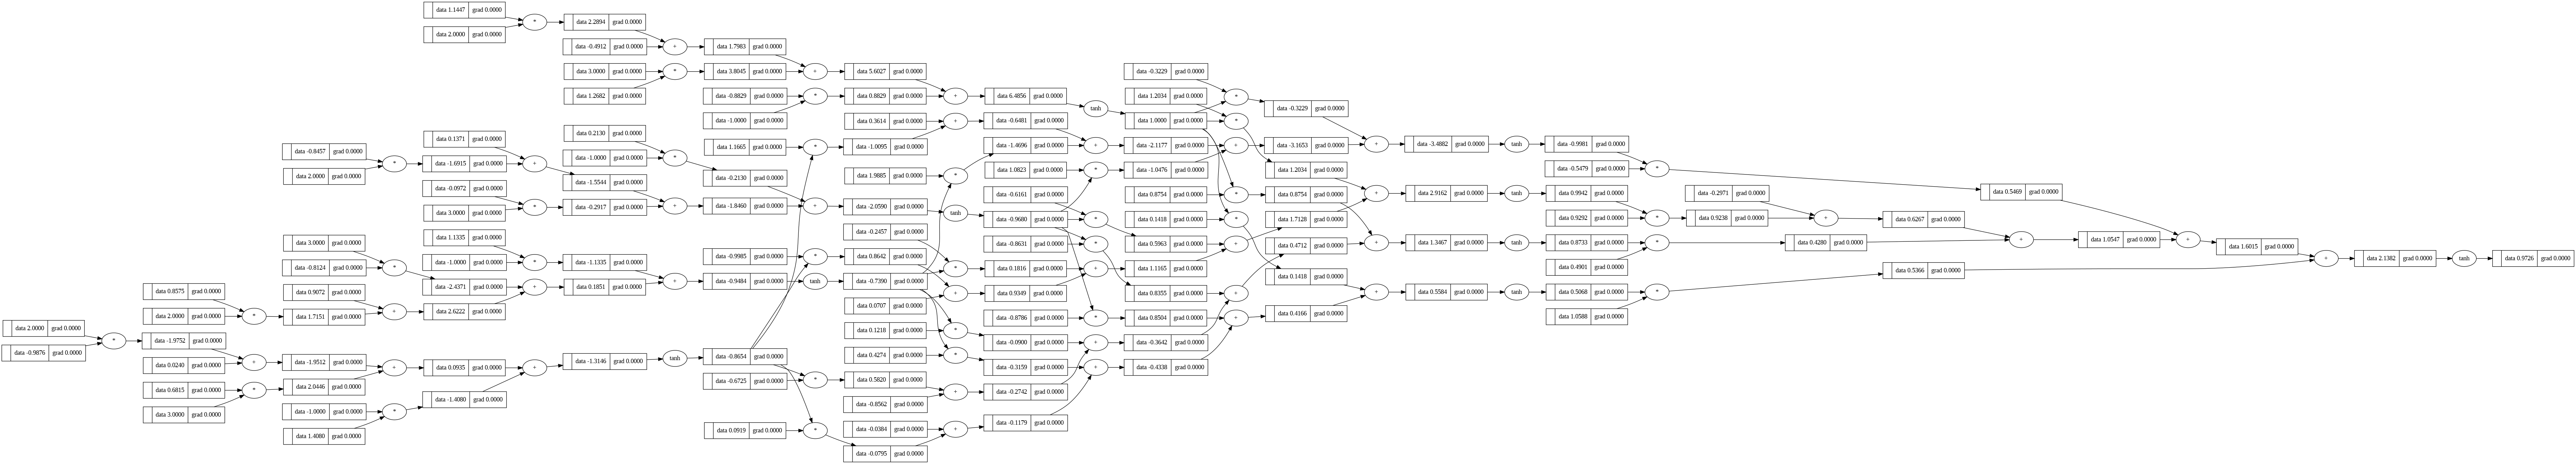 data 1.1447 grad 0.0000
* data 2.2894 grad 0.0000
data 2.0000 grad 0.0000
data -0.4912 grad 0.0000 + data 1.7983 grad 0.0000
data 3.0000 grad 0.0000 * data 3.8045 grad 0.0000 + data 5.6027 grad 0.0000 data -0.3229 grad 0.0000
data 1.2682 grad 0.0000 data -0.8829 grad 0.0000 * data 0.8829 grad 0.0000 + data 6.4856 grad 0.0000 data 1.2034 grad 0.0000 *
tanh data -0.3229 grad 0.0000
data -1.0000 grad 0.0000 data 0.3614 grad 0.0000 + data -0.6481 grad 0.0000 data 1.0000 grad 0.0000 *
data 0.1371 grad 0.0000 data 0.2130 grad 0.0000
data 1.1665 grad 0.0000 * data -1.0095 grad 0.0000 data -1.4696 grad 0.0000 + data -2.1177 grad 0.0000 + data -3.1653 grad 0.0000 + data -3.4882 grad 0.0000 tanh data -0.9981 grad 0.0000
data -0.8457 grad 0.0000 * data -1.6915 grad 0.0000 + data -1.0000 grad 0.0000 *
data 2.0000 grad 0.0000 data -1.5544 grad 0.0000 data -0.2130 grad 0.0000 data 1.9885 grad 0.0000 * data 1.0823 grad 0.0000 * data -1.0476 grad 0.0000 data 1.2034 grad 0.0000 data -0.5479 grad 0.0000 *
data -0.0972 grad 0.0000 data -0.6161 grad 0.0000 data 0.8754 grad 0.0000 * data 0.8754 grad 0.0000 + data 2.9162 grad 0.0000 tanh data 0.9942 grad 0.0000 data -0.2971 grad 0.0000 data 0.5469 grad 0.0000
data 3.0000 grad 0.0000 * data -0.2917 grad 0.0000 + data -1.8460 grad 0.0000 + data -2.0590 grad 0.0000 tanh data -0.9680 grad 0.0000 * data 0.1418 grad 0.0000 * data 1.7128 grad 0.0000 data 0.9292 grad 0.0000 * data 0.9238 grad 0.0000 + data 0.6267 grad 0.0000
data 3.0000 grad 0.0000 data 1.1335 grad 0.0000 data -0.2457 grad 0.0000 data -0.8631 grad 0.0000 * data 0.5963 grad 0.0000 + data 0.4712 grad 0.0000 + data 1.3467 grad 0.0000 tanh data 0.8733 grad 0.0000 * data 0.4280 grad 0.0000 + data 1.0547 grad 0.0000 + data 1.6015 grad 0.0000
data -0.8124 grad 0.0000 * data -1.0000 grad 0.0000 * data -1.1335 grad 0.0000 data -0.9985 grad 0.0000 * data 0.8642 grad 0.0000 * data 0.1816 grad 0.0000 + data 1.1165 grad 0.0000 data 0.1418 grad 0.0000 data 0.4901 grad 0.0000 data 0.5366 grad 0.0000 + data 2.1382 grad 0.0000 tanh data 0.9726 grad 0.0000
data 0.8575 grad 0.0000 data 0.9072 grad 0.0000 data -2.4371 grad 0.0000 + data 0.1851 grad 0.0000 + data -0.9484 grad 0.0000 tanh data -0.7390 grad 0.0000 + data 0.9349 grad 0.0000 data 0.8355 grad 0.0000 + + data 0.5584 grad 0.0000 tanh data 0.5068 grad 0.0000 *
data 2.0000 grad 0.0000 * data 1.7151 grad 0.0000 + data 2.6222 grad 0.0000 data 0.0707 grad 0.0000 data -0.8786 grad 0.0000 * data 0.8504 grad 0.0000 + data 0.4166 grad 0.0000 data 1.0588 grad 0.0000
data 2.0000 grad 0.0000 * data -1.9752 grad 0.0000 data 0.1218 grad 0.0000 * data -0.0900 grad 0.0000 + data -0.3642 grad 0.0000
data -0.9876 grad 0.0000 data 0.0240 grad 0.0000 + data -1.9512 grad 0.0000 + data 0.0935 grad 0.0000 + data -1.3146 grad 0.0000 tanh data -0.8654 grad 0.0000 data 0.4274 grad 0.0000 * data -0.3159 grad 0.0000 + data -0.4338 grad 0.0000
data 0.6815 grad 0.0000 * data 2.0446 grad 0.0000 data -0.6725 grad 0.0000 * data 0.5820 grad 0.0000 + data -0.2742 grad 0.0000
data 3.0000 grad 0.0000 data -1.0000 grad 0.0000 * data -1.4080 grad 0.0000 data -0.8562 grad 0.0000
data 1.4080 grad 0.0000 data 0.0919 grad 0.0000 * data -0.0384 grad 0.0000 + data -0.1179 grad 0.0000
data -0.0795 grad 0.0000